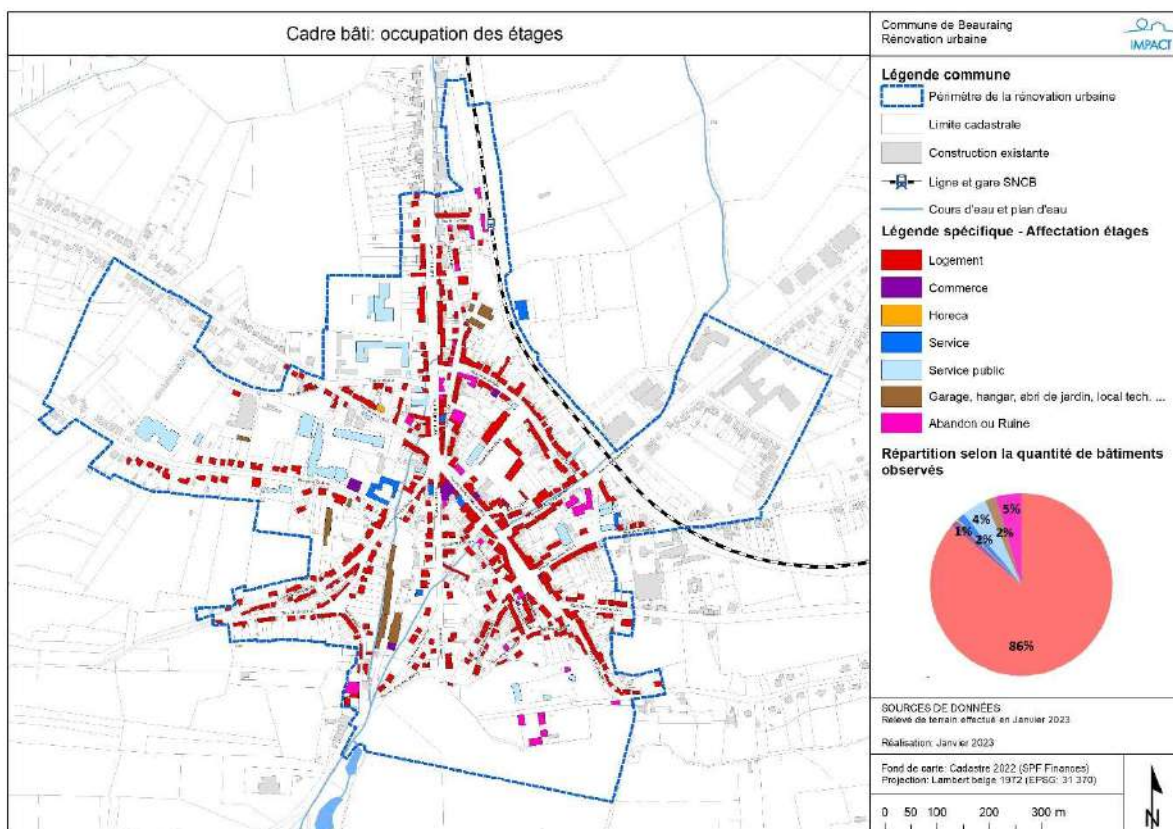 Cadre bâti: occupation des étages
Commune de Beauraing
Rénovation urbaine
IMPACT
Légende commune
Périmètre de la rénovation urbaine
Limite cadastrale
Construction existante
Ligne et gare SNCB
Cours d'eau et plan d'eau
Légende spécifique - Affectation étages
Logement
Commerce
Horeca
Service
Service public
Garage, hangar, abri de jardin, local tech. ...
Abandon ou Ruine
Répartition selon la quantité de bâtiments
observés
1%
2%
4%
2%
5%
86%
SOURCES DE DONNÉES
Relevé de terrain effectué en Janvier 2023
Réalisation: Janvier 2023
Fond de carte: Cadastre 2022 (SPF Finances)
Projection: Lambert belge 1972 (EPSG: 31 370)
0 50 100 200 300 m
N